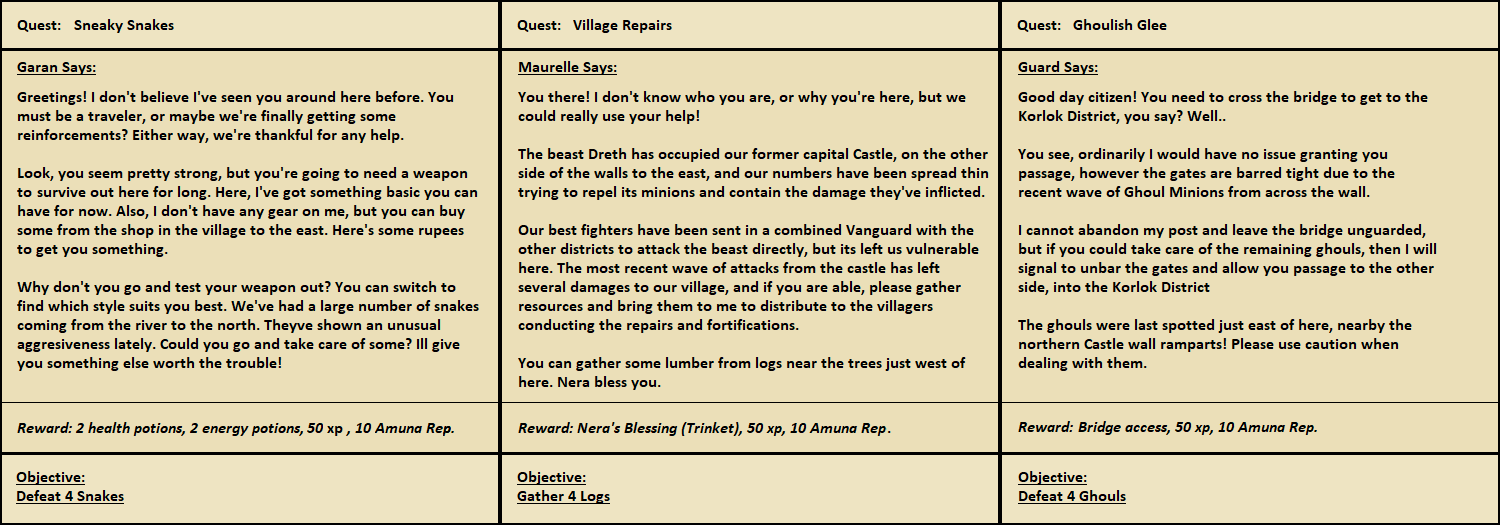 Quest: Sneaky Snakes
Garan Says:
Greetings! I don't believe I've seen you around here before. You
must be a traveler, or maybe we're finally getting some
reinforcements? Either way, we're thankful for any help.
Look, you seem pretty strong, but you're going to need a weapon
to survive out here for long. Here, I've got something basic you can
have for now. Also, I don't have any gear on me, but you can buy
some from the shop in the village to the east. Here's some rupees
to get you something.
Why don't you go and test your weapon out? You can switch to
find which style suits you best. We've had a large number of snakes
coming from the river to the north. Theyve shown an unusual
aggresiveness lately. Could you go and take care of some? Ill give
you something else worth the trouble!
Reward: 2 health potions, 2 energy potions, 50 xp , 10 Amuna Rep.
Objective:
Defeat 4 Snakes
Quest: Village Repairs
Maurelle Says:
You there! I don't know who you are, or why you're here, but we
could really use your help!
The beast Dreth has occupied our former capital Castle, on the other
side of the walls to the east, and our numbers have been spread thin
trying to repel its minions and contain the damage they've inflicted.
Our best fighters have been sent in a combined Vanguard with the
other districts to attack the beast directly, but its left us vulnerable
here. The most recent wave of attacks from the castle has left
several damages to our village, and if you are able, please gather
resources and bring them to me to distribute to the villagers
conducting the repairs and fortifications.
You can gather some lumber from logs near the trees just west of
here. Nera bless you.
Reward: Nera's Blessing (Trinket), 50 xp, 10 Amuna Rep.
Objective:
Gather 4 Logs
Quest: Ghoulish Glee
Guard Says:
Good day citizen! You need to cross the bridge to get to the
Korlok District, you say? Well..
You see, ordinarily I would have no issue granting you
passage, however the gates are barred tight due to the
recent wave of Ghoul Minions from across the wall.
I cannot abandon my post and leave the bridge unguarded,
but if you could take care of the remaining ghouls, then I will
signal to unbar the gates and allow you passage to the other
side, into the Korlok District
The ghouls were last spotted just east of here, nearby the
northern Castle wall ramparts! Please use caution when
dealing with them.
Reward: Bridge access, 50 xp, 10 Amuna Rep.
Objective:
Defeat 4 Ghouls